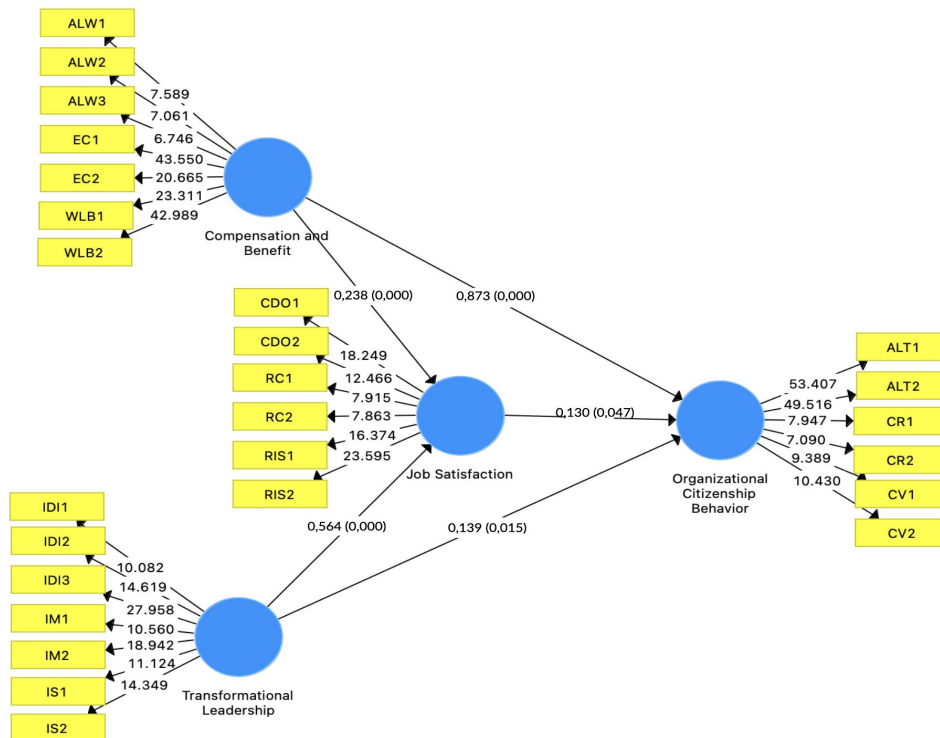 ALW1
ALW2
ALW3
EC1
EC2
WLB1
WLB2
7.589
7.061
6.746
43.550
20.665
23.311
42.989
Compensation and
Benefit
0,238 (0,000)
0,873 (0,000)
CDO1
CDO2
RC1
RC2
RIS1
RIS2
18.249
12.466
7.915
7.863
16.374
23.595
Job Satisfaction
0,130 (0,047)
ALT1
ALT2
CR1
CR2
CV1
CV2
53.407
49.516
7.947
7.090
9.389
10.430
Organizational
Citizenship
Behavior
0,564 (0,000)
0,139 (0,015)
IDI1
IDI2
IDI3
IM1
IM2
IS1
IS2
10.082
14.619
27.958
10.560
18.942
11.124
14.349
Transformational
Leadership